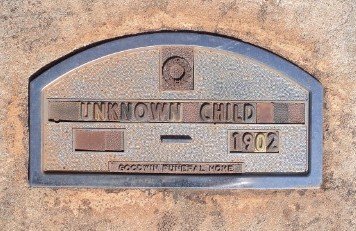 UNKNOWN CHILD
– 1902
GOODWIN FUNERAL HOME